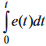 ∫₀ᵗ e(t)dt